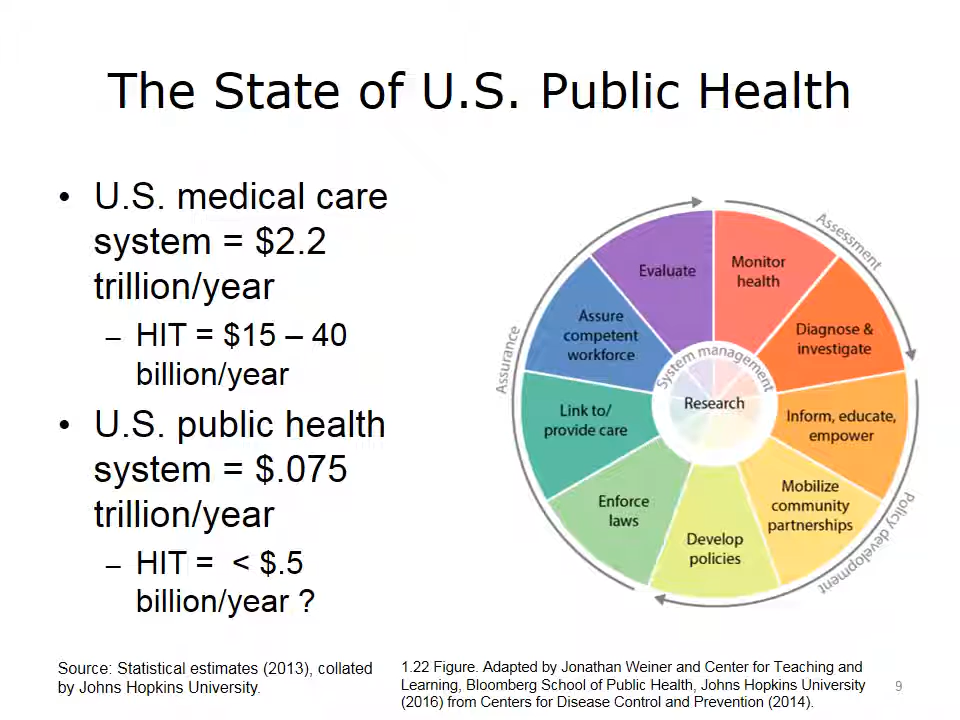 The State of U.S. Public Health
• U.S. medical care
system = $2.2
trillion/year
– HIT = $15 – 40
billion/year
• U.S. public health
system = $.075
trillion/year
– HIT = < $.5
billion/year ?
Assessment
Monitor
health
Diagnose &
investigate
Inform, educate,
empower
Policy development
Mobilize
community
partnerships
Develop
policies
Enforce
laws
Assurance
Link to/
provide care
Assure
competent
workforce
Evaluate
System management
Research
Source: Statistical estimates (2013), collated
by Johns Hopkins University.
1.22 Figure. Adapted by Jonathan Weiner and Center for Teaching and
Learning, Bloomberg School of Public Health, Johns Hopkins University
(2016) from Centers for Disease Control and Prevention (2014).
9